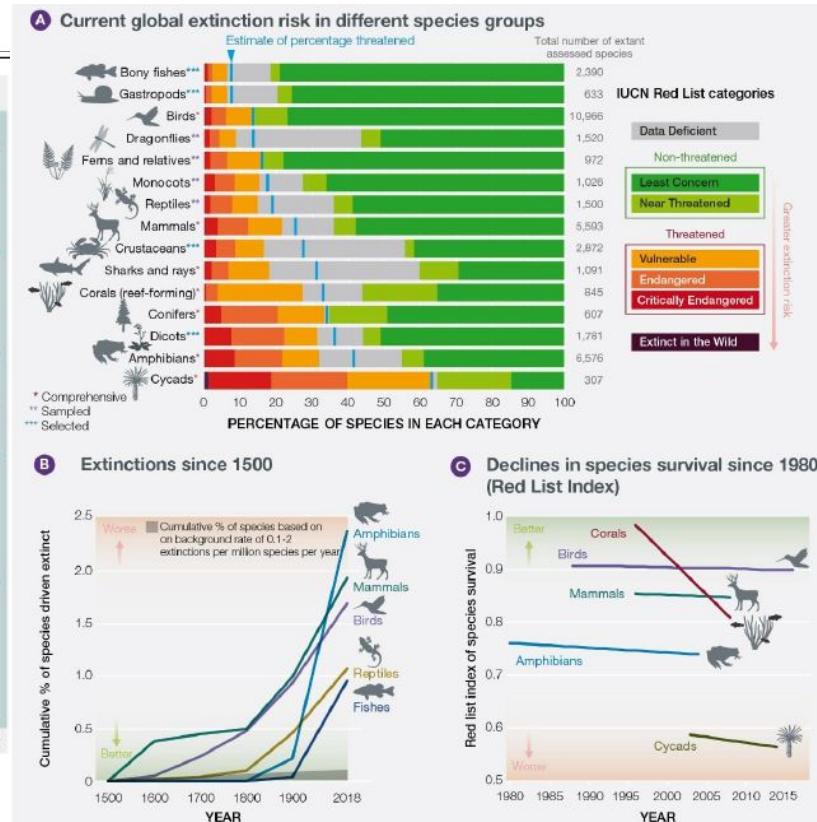 A Current global extinction risk in different species groups
Estimate of percentage threatened
Total number of extant
assessed species
Bony fishes*** 2,390
Gastropods*** 633
Birds* 10,966
Dragonflies** 1,520
Ferns and relatives** 972
Monocots** 1,026
Reptiles** 1,500
Mammals* 5,593
Crustaceans*** 2,872
Sharks and rays* 1,091
Corals (reef-forming)* 845
Conifers* 607
Dicots*** 1,781
Amphibians* 6,576
Cycads* 307
* Comprehensive
** Sampled
*** Selected
0 10 20 30 40 50 60 70 80 90 100
PERCENTAGE OF SPECIES IN EACH CATEGORY
IUCN Red List categories
Data Deficient
Non-threatened
Least Concern
Near Threatened
Threatened
Vulnerable
Endangered
Critically Endangered
Extinct in the Wild
Greater extinction risk
B Extinctions since 1500
Cumulative % of species driven extinct
2.5
2.0
1.5
1.0
0.5
0
Worse
Better
Cumulative % of species based on
on background rate of 0.1-2
extinctions per million species per year
Amphibians
Mammals
Birds
Reptiles
Fishes
1500 1600 1700 1800 1900 2018
YEAR
C Declines in species survival since 1980
(Red List Index)
Red list index of species survival
1.0
0.9
0.8
0.7
0.6
0.5
Better
Worse
Corals
Birds
Mammals
Amphibians
Cycads
1980 1985 1990 1995 2000 2005 2010 2015
YEAR